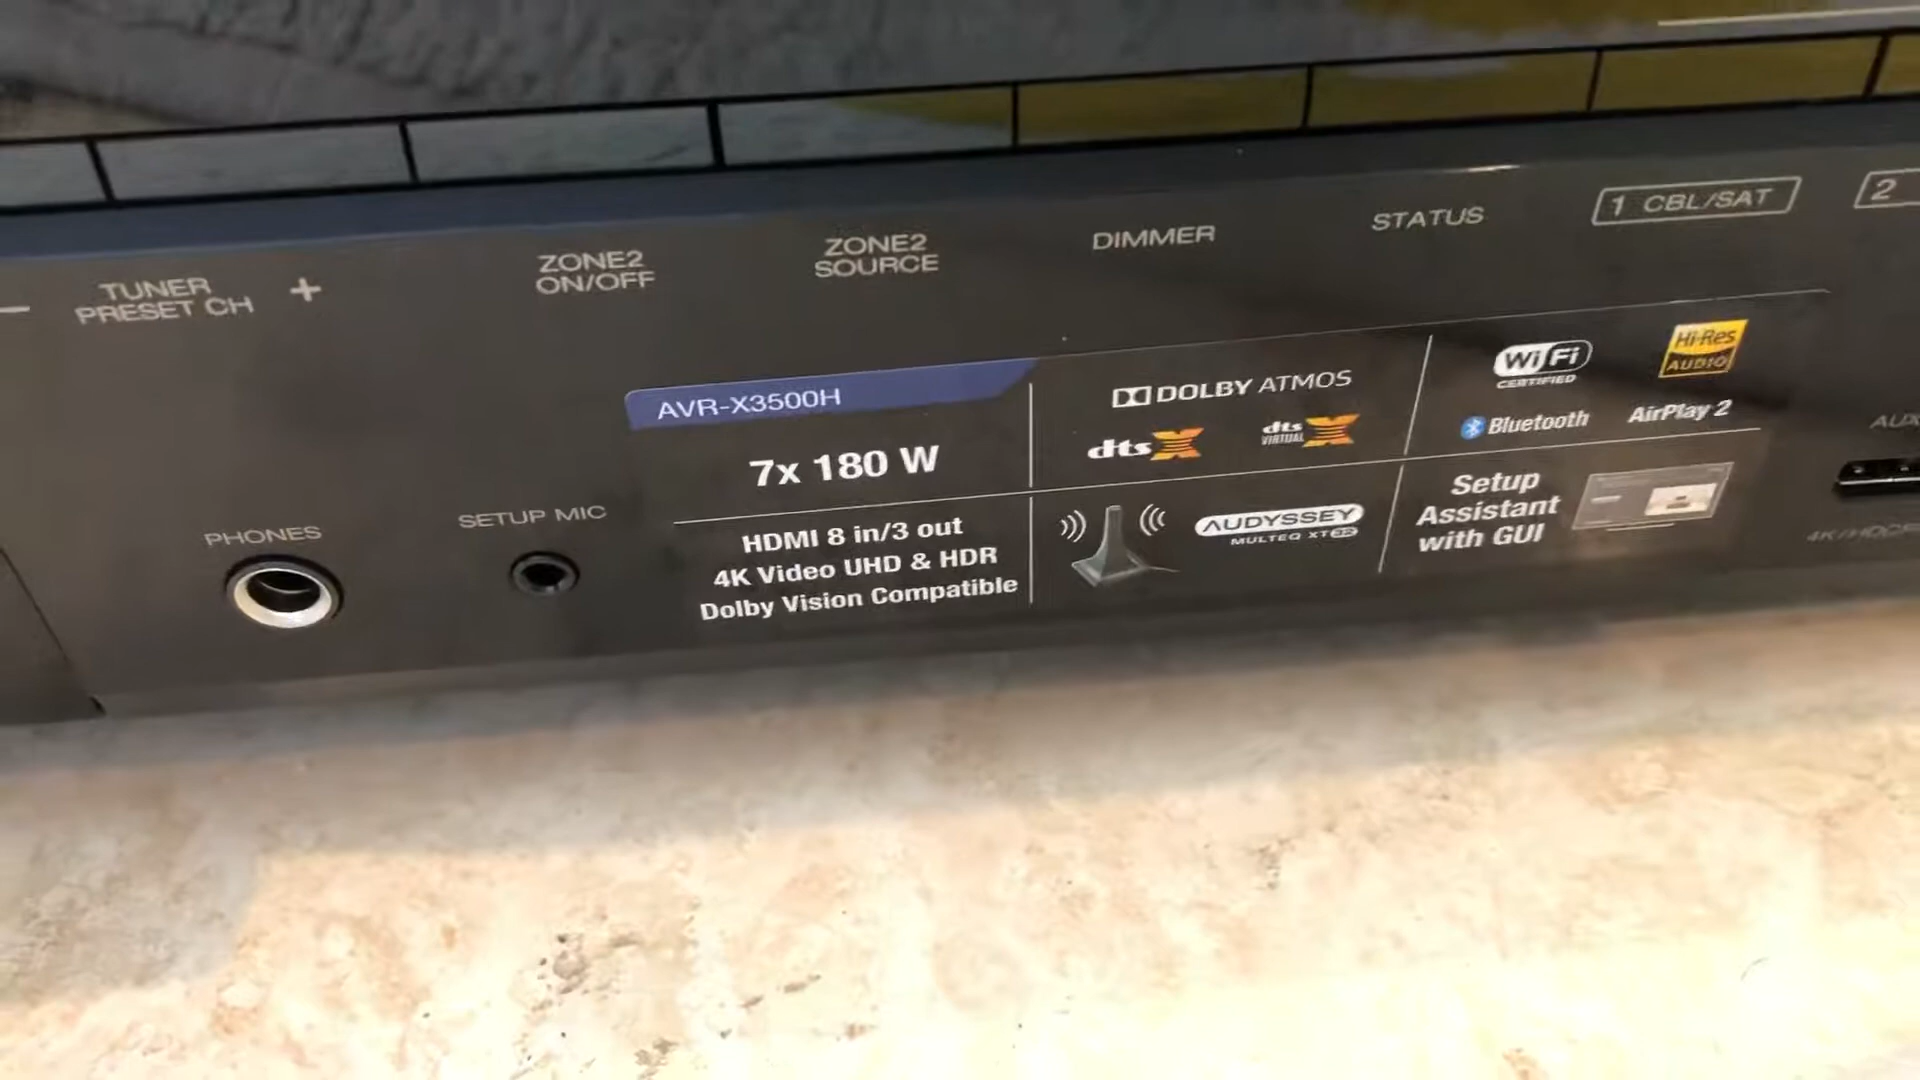 TUNER
PRESET CH
− +
ZONE2
ON/OFF
ZONE2
SOURCE
DIMMER
STATUS
1 CBL/SAT
2
AVR-X3500H
7x 180 W
DOLBY ATMOS
dts X
dts VIRTUAL X
Wi Fi
CERTIFIED
Hi-Res
AUDIO
Bluetooth
AirPlay 2
HDMI 8 in/3 out
4K Video UHD & HDR
Dolby Vision Compatible
AUDYSSEY
MULTEQ XT32
Setup
Assistant
with GUI
PHONES
SETUP MIC